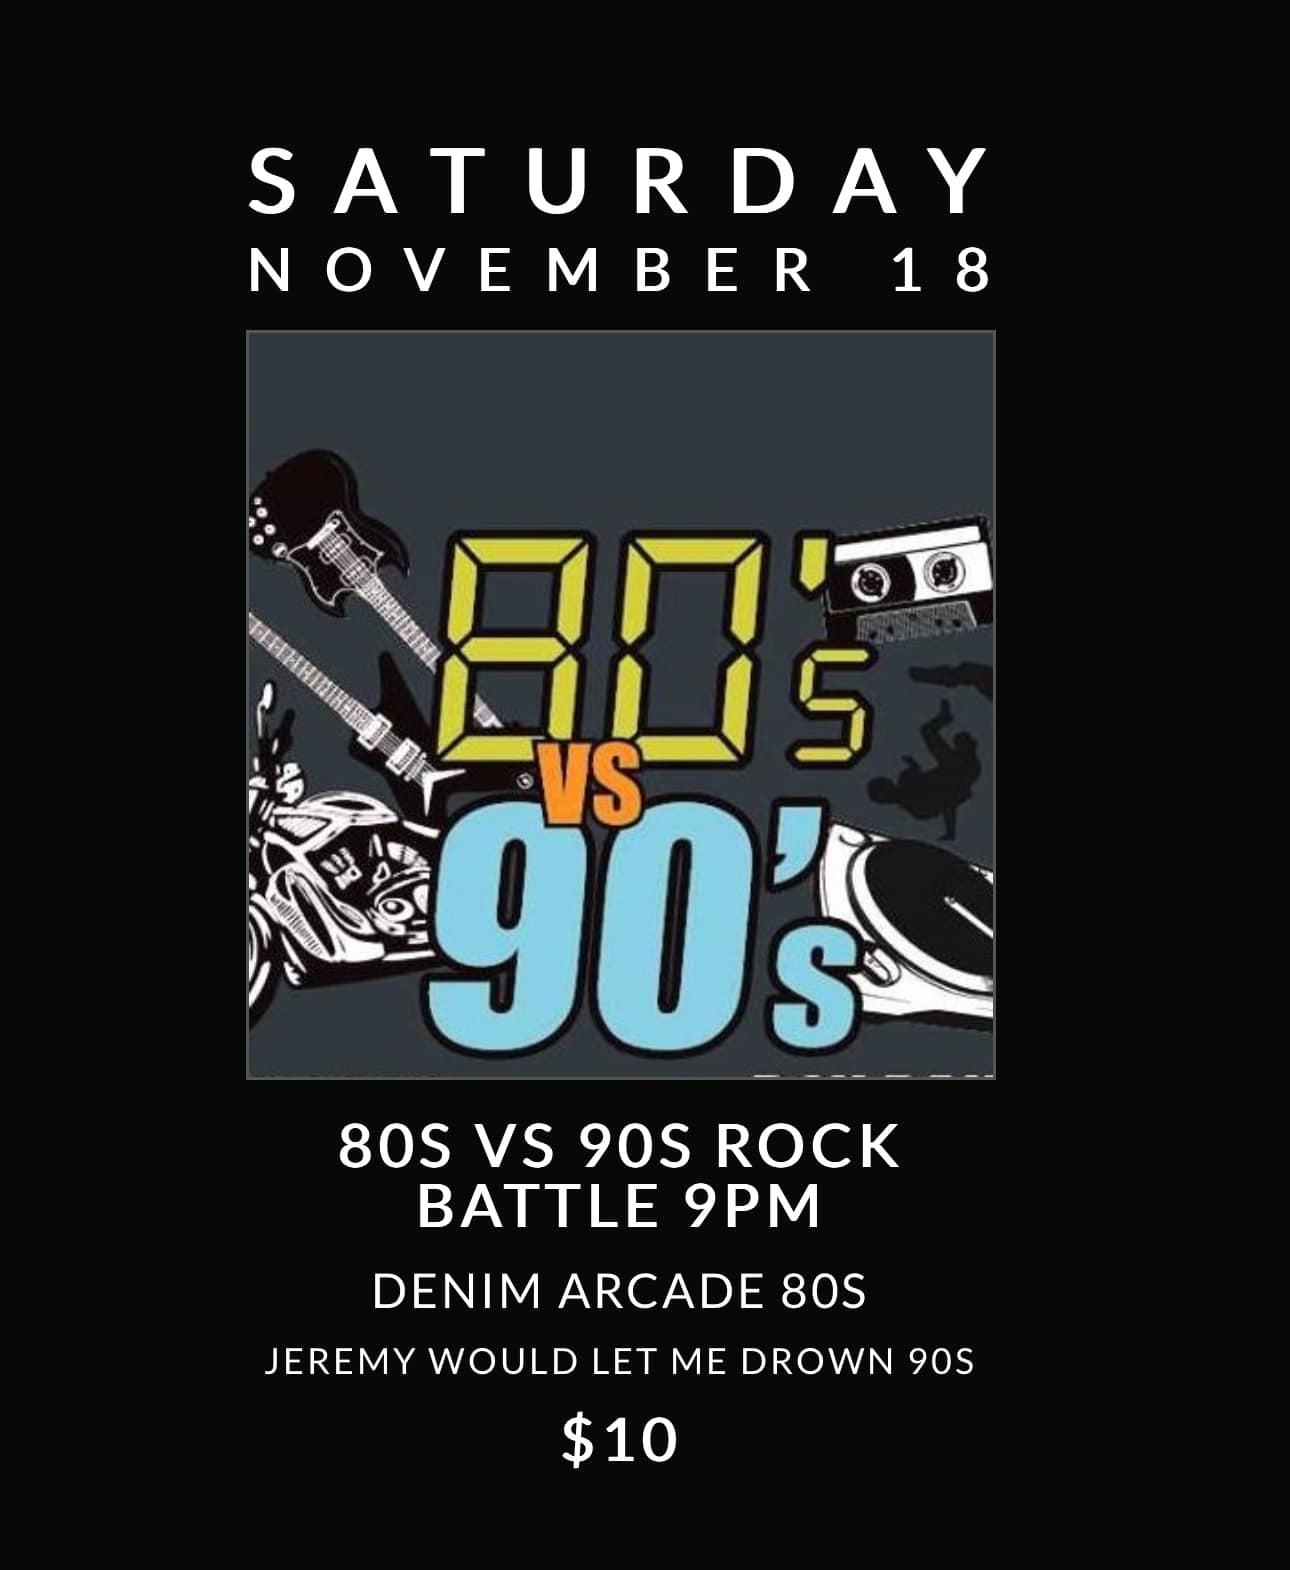 SATURDAY
NOVEMBER 18
80's
VS
90's
80S VS 90S ROCK
BATTLE 9PM
DENIM ARCADE 80S
JEREMY WOULD LET ME DROWN 90S
$10